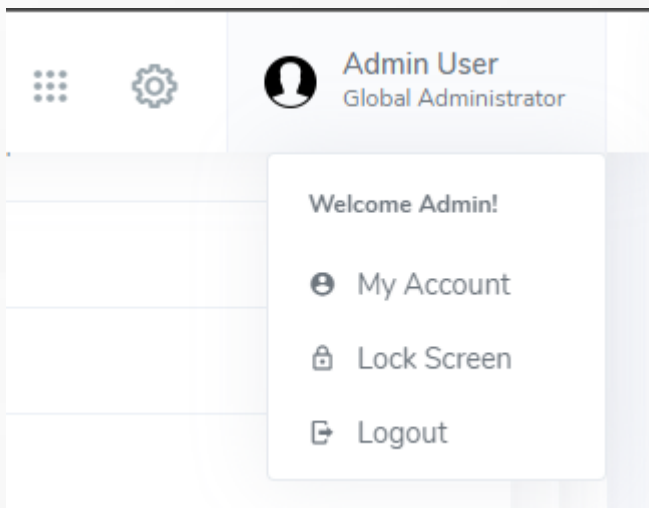 Admin User
Global Administrator
Welcome Admin!
My Account
Lock Screen
Logout